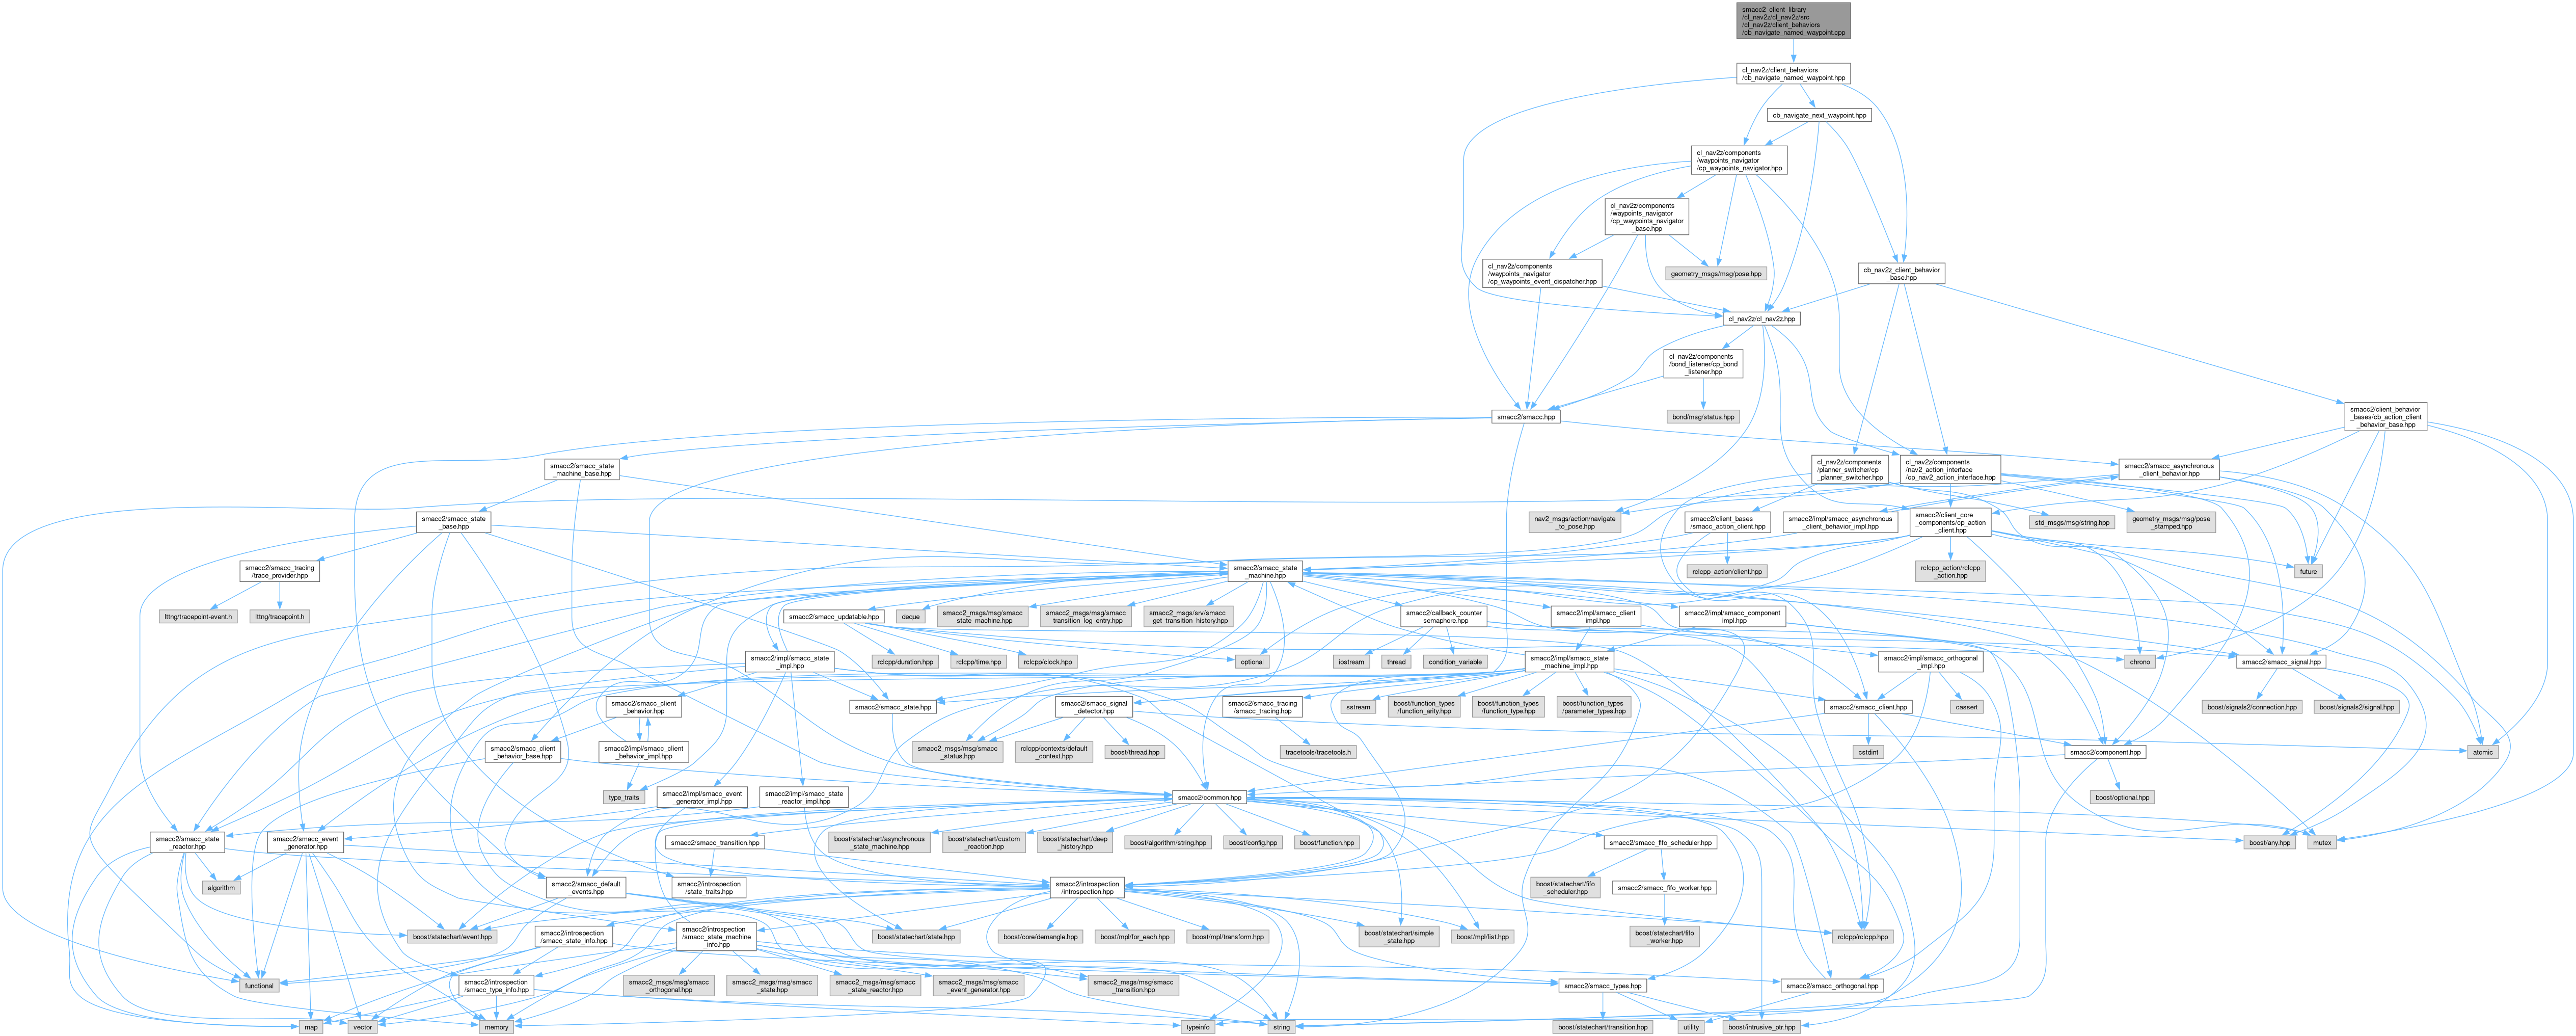 smacc2_client_library
/cl_nav2z/cl_nav2z/src
/cl_nav2z/client_behaviors
/cb_navigate_named_waypoint.cpp
cl_nav2z/client_behaviors
/cb_navigate_named_waypoint.hpp
cb_navigate_next_waypoint.hpp
cl_nav2z/components
/waypoints_navigator
/cp_waypoints_navigator.hpp
cl_nav2z/components
/waypoints_navigator
/cp_waypoints_navigator
_base.hpp
cl_nav2z/components
/waypoints_navigator
/cp_waypoints_event_dispatcher.hpp
geometry_msgs/msg/pose.hpp
cb_nav2z_client_behavior
_base.hpp
cl_nav2z/cl_nav2z.hpp
cl_nav2z/components
/bond_listener/cp_bond
_listener.hpp
bond/msg/status.hpp
smacc2/smacc.hpp
smacc2/client_behavior
_bases/cb_action_client
_behavior_base.hpp
smacc2/smacc_state
_machine_base.hpp
cl_nav2z/components
/planner_switcher/cp
_planner_switcher.hpp
cl_nav2z/components
/nav2_action_interface
/cp_nav2_action_interface.hpp
smacc2/smacc_asynchronous
_client_behavior.hpp
smacc2/smacc_state
_base.hpp
nav2_msgs/action/navigate
_to_pose.hpp
smacc2/client_bases
/smacc_action_client.hpp
smacc2/impl/smacc_asynchronous
_client_behavior_impl.hpp
smacc2/client_core
_components/cp_action
_client.hpp
std_msgs/msg/string.hpp
geometry_msgs/msg/pose
_stamped.hpp
smacc2/smacc_tracing
/trace_provider.hpp
smacc2/smacc_state
_machine.hpp
rclcpp_action/client.hpp
rclcpp_action/rclcpp
_action.hpp
future
lttng/tracepoint-event.h
lttng/tracepoint.h
smacc2/smacc_updatable.hpp
deque
smacc2_msgs/msg/smacc
_state_machine.hpp
smacc2_msgs/msg/smacc
_transition_log_entry.hpp
smacc2_msgs/srv/smacc
_get_transition_history.hpp
smacc2/callback_counter
_semaphore.hpp
smacc2/impl/smacc_client
_impl.hpp
smacc2/impl/smacc_component
_impl.hpp
smacc2/impl/smacc_state
_impl.hpp
rclcpp/duration.hpp
rclcpp/time.hpp
rclcpp/clock.hpp
optional
iostream
thread
condition_variable
smacc2/impl/smacc_state
_machine_impl.hpp
smacc2/impl/smacc_orthogonal
_impl.hpp
chrono
smacc2/smacc_signal.hpp
smacc2/smacc_client
_behavior.hpp
smacc2/smacc_state.hpp
smacc2/smacc_signal
_detector.hpp
smacc2/smacc_tracing
/smacc_tracing.hpp
sstream
boost/function_types
/function_arity.hpp
boost/function_types
/function_type.hpp
boost/function_types
/parameter_types.hpp
smacc2/smacc_client.hpp
cassert
boost/signals2/connection.hpp
boost/signals2/signal.hpp
smacc2/smacc_client
_behavior_base.hpp
smacc2/impl/smacc_client
_behavior_impl.hpp
smacc2_msgs/msg/smacc
_status.hpp
rclcpp/contexts/default
_context.hpp
boost/thread.hpp
tracetools/tracetools.h
cstdint
smacc2/component.hpp
atomic
type_traits
smacc2/impl/smacc_event
_generator_impl.hpp
smacc2/impl/smacc_state
_reactor_impl.hpp
smacc2/common.hpp
boost/optional.hpp
smacc2/smacc_state
_reactor.hpp
smacc2/smacc_event
_generator.hpp
smacc2/smacc_transition.hpp
boost/statechart/asynchronous
_state_machine.hpp
boost/statechart/custom
_reaction.hpp
boost/statechart/deep
_history.hpp
boost/algorithm/string.hpp
boost/config.hpp
boost/function.hpp
smacc2/smacc_fifo_scheduler.hpp
boost/any.hpp
mutex
algorithm
smacc2/smacc_default
_events.hpp
smacc2/introspection
/state_traits.hpp
smacc2/introspection
/introspection.hpp
boost/statechart/fifo
_scheduler.hpp
smacc2/smacc_fifo_worker.hpp
boost/statechart/event.hpp
smacc2/introspection
/smacc_state_info.hpp
smacc2/introspection
/smacc_state_machine
_info.hpp
boost/statechart/state.hpp
boost/core/demangle.hpp
boost/mpl/for_each.hpp
boost/mpl/transform.hpp
boost/statechart/simple
_state.hpp
boost/mpl/list.hpp
boost/statechart/fifo
_worker.hpp
rclcpp/rclcpp.hpp
functional
smacc2/introspection
/smacc_type_info.hpp
smacc2_msgs/msg/smacc
_orthogonal.hpp
smacc2_msgs/msg/smacc
_state.hpp
smacc2_msgs/msg/smacc
_state_reactor.hpp
smacc2_msgs/msg/smacc
_event_generator.hpp
smacc2_msgs/msg/smacc
_transition.hpp
smacc2/smacc_types.hpp
smacc2/smacc_orthogonal.hpp
map
vector
memory
typeinfo
string
boost/statechart/transition.hpp
utility
boost/intrusive_ptr.hpp